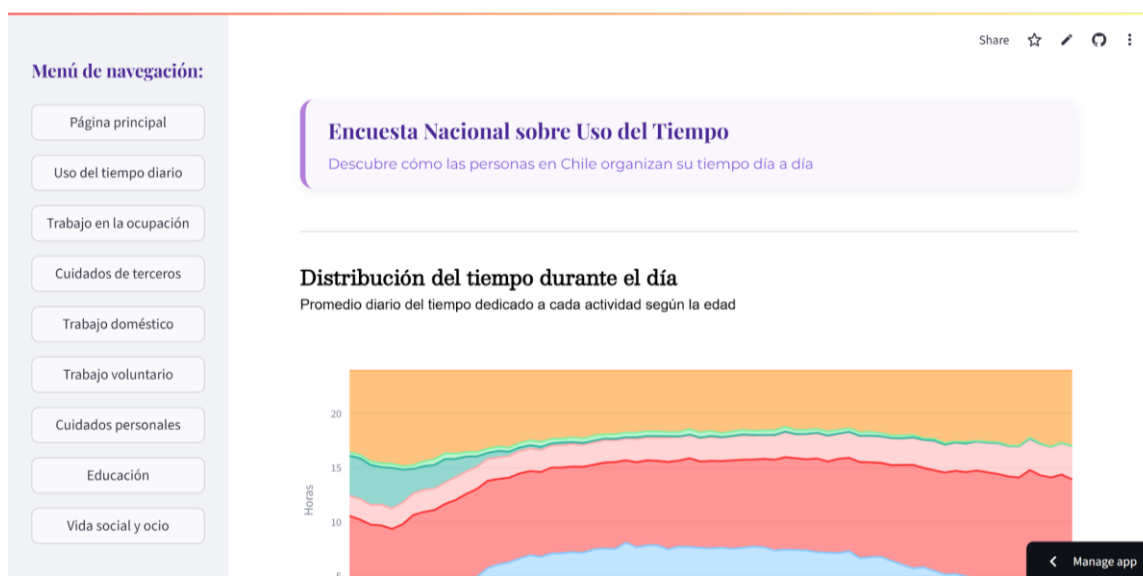 Share
Menú de navegación:
Página principal
Uso del tiempo diario
Trabajo en la ocupación
Cuidados de terceros
Trabajo doméstico
Trabajo voluntario
Cuidados personales
Educación
Vida social y ocio
Encuesta Nacional sobre Uso del Tiempo
Descubre cómo las personas en Chile organizan su tiempo día a día
Distribución del tiempo durante el día
Promedio diario del tiempo dedicado a cada actividad según la edad
Horas
20
15
10
5
Manage app